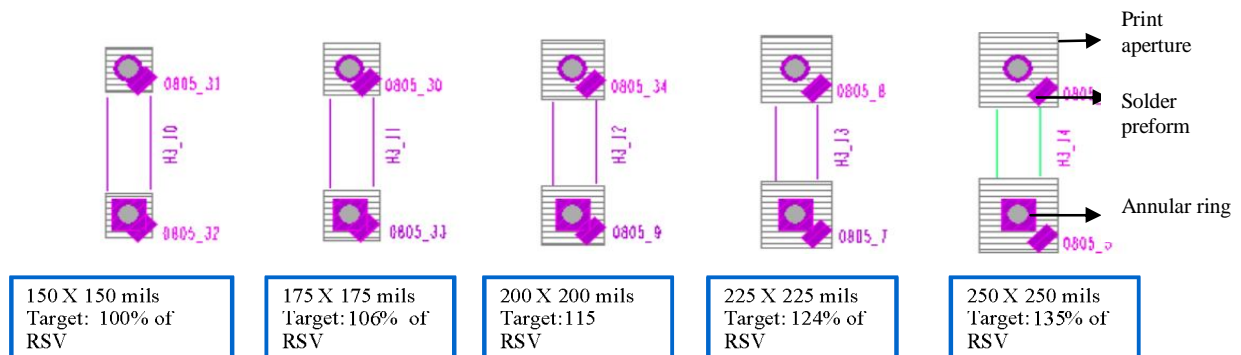 Print
aperture
0805_31
0805_30
0805_34
0805_8
0805_
Solder
preform
H3_10
H3_11
H3_12
H3_13
H3_14
0805_32
0805_33
0805_9
0805_7
0805_5
Annular ring
150 X 150 mils
Target: 100% of
RSV
175 X 175 mils
Target: 106% of
RSV
200 X 200 mils
Target: 115
RSV
225 X 225 mils
Target: 124% of
RSV
250 X 250 mils
Target: 135% of
RSV